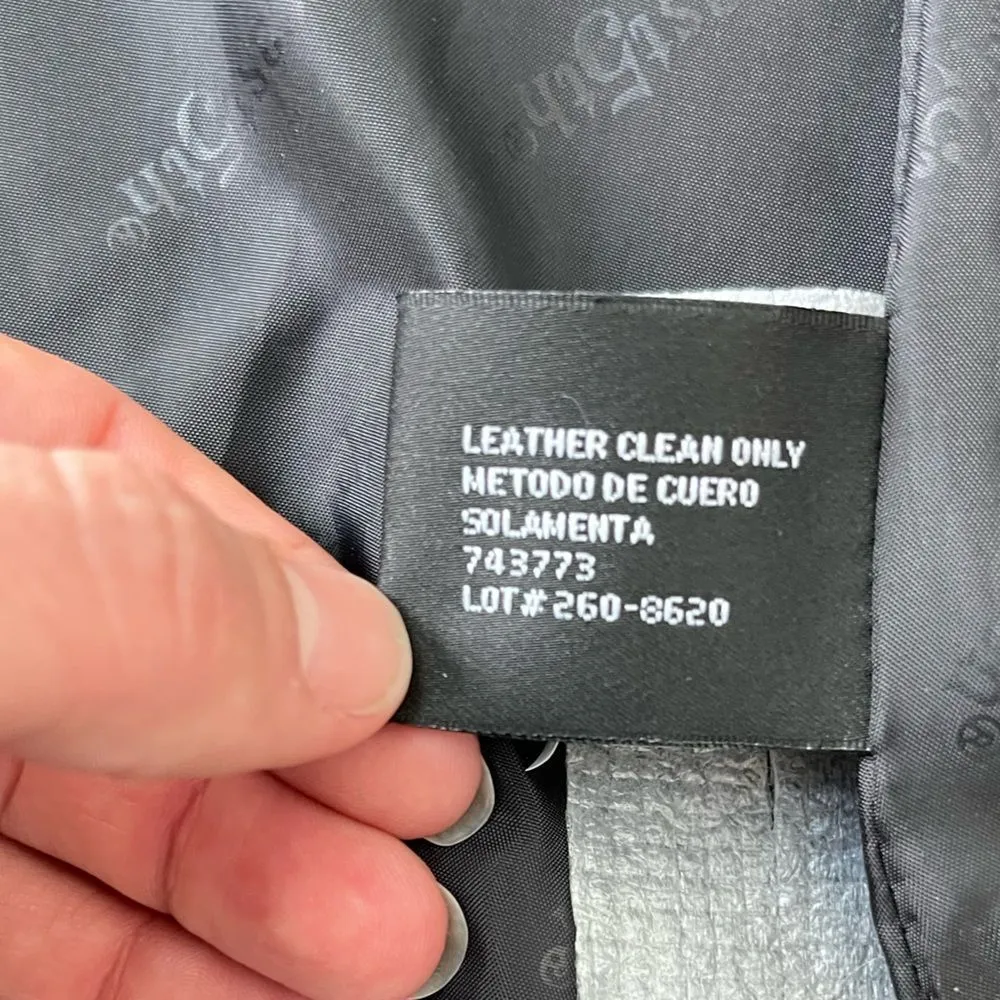 LEATHER CLEAN ONLY
METODO DE CUERO
SOLAMENTA
743773
LOT# 260-8620